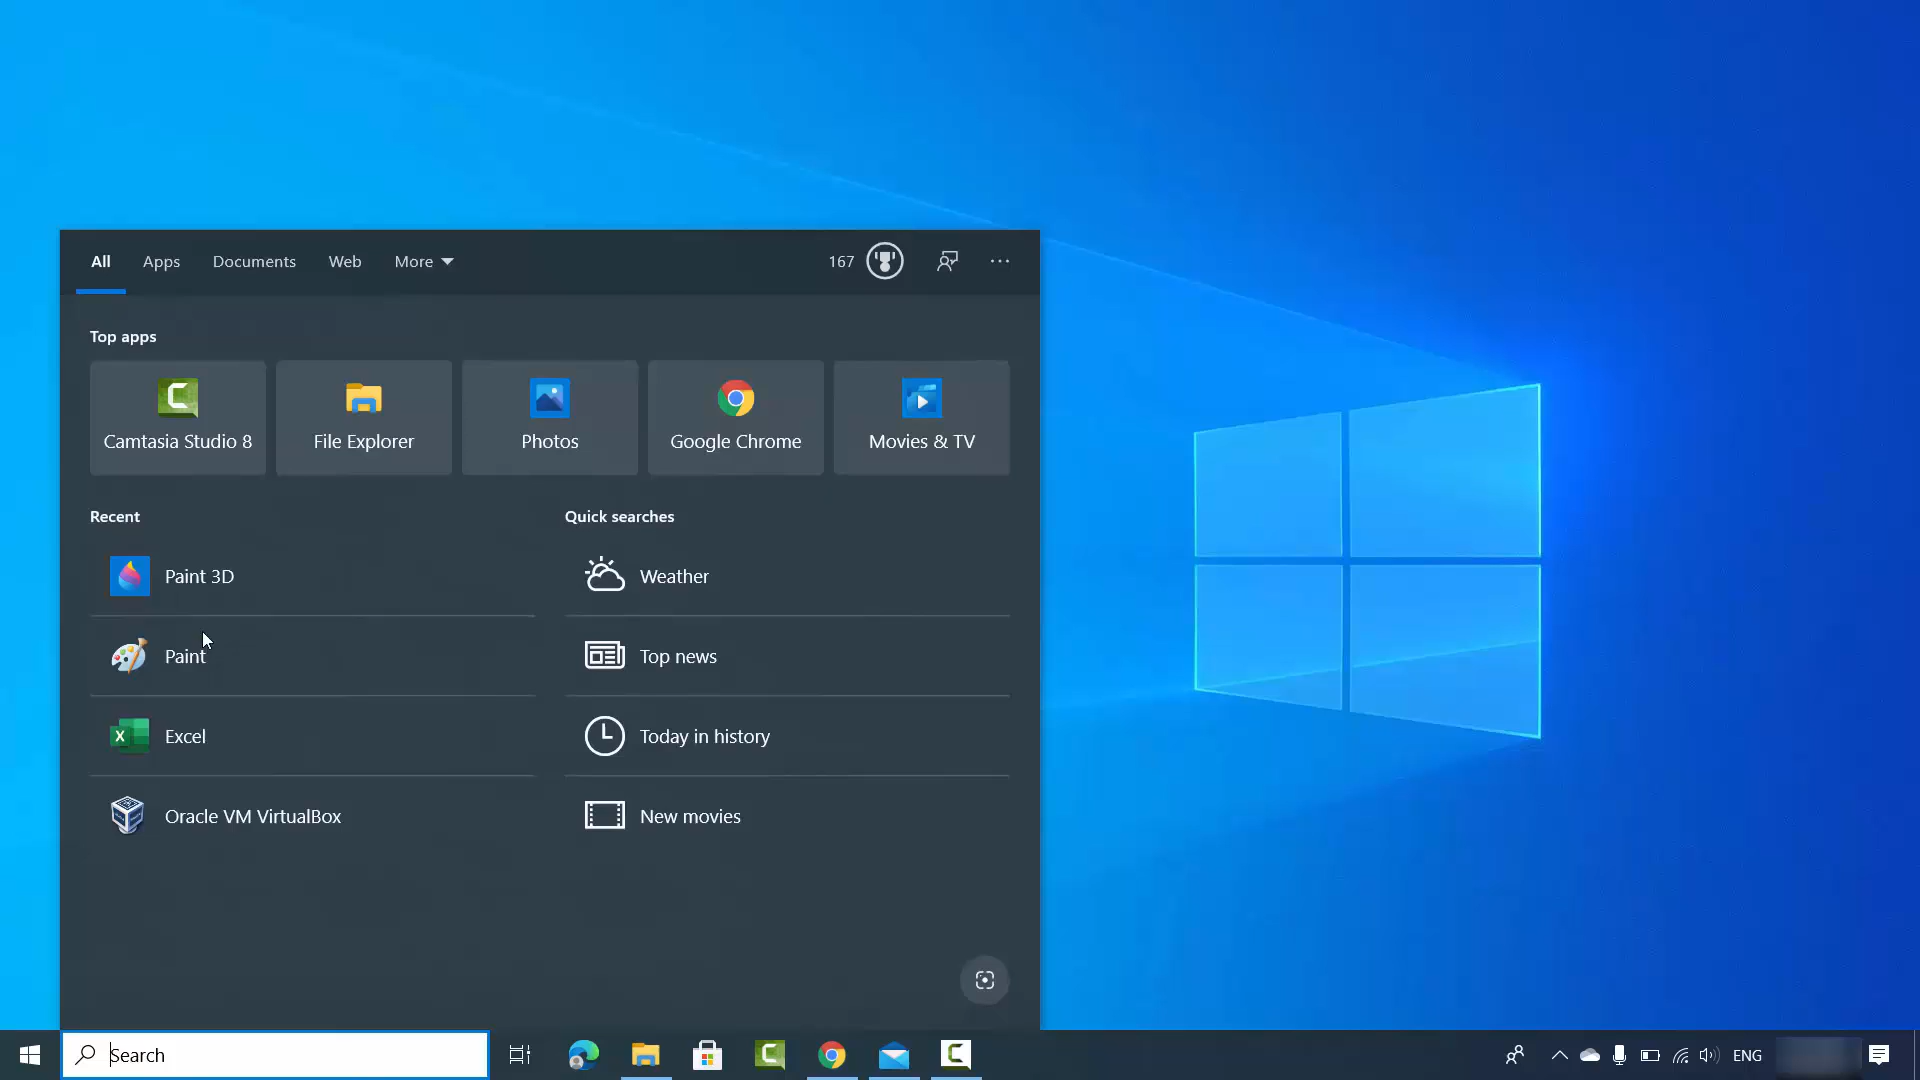 All Apps Documents Web More 167
Top apps
Camtasia Studio 8 File Explorer Photos Google Chrome Movies & TV
Recent
Paint 3D
Paint
Excel
Oracle VM VirtualBox
Quick searches
Weather
Top news
Today in history
New movies
Search
ENG